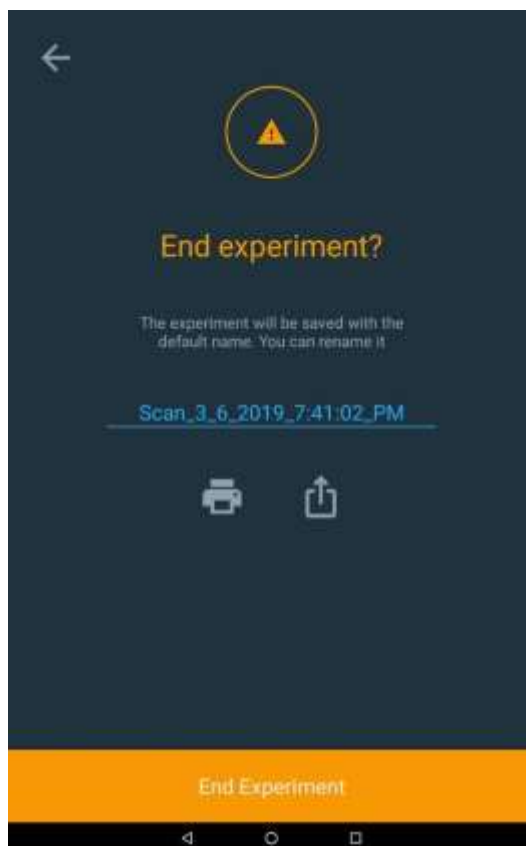 End experiment?
The experiment will be saved with the
default name. You can rename it
Scan_3_6_2019_7:41:02_PM
End Experiment